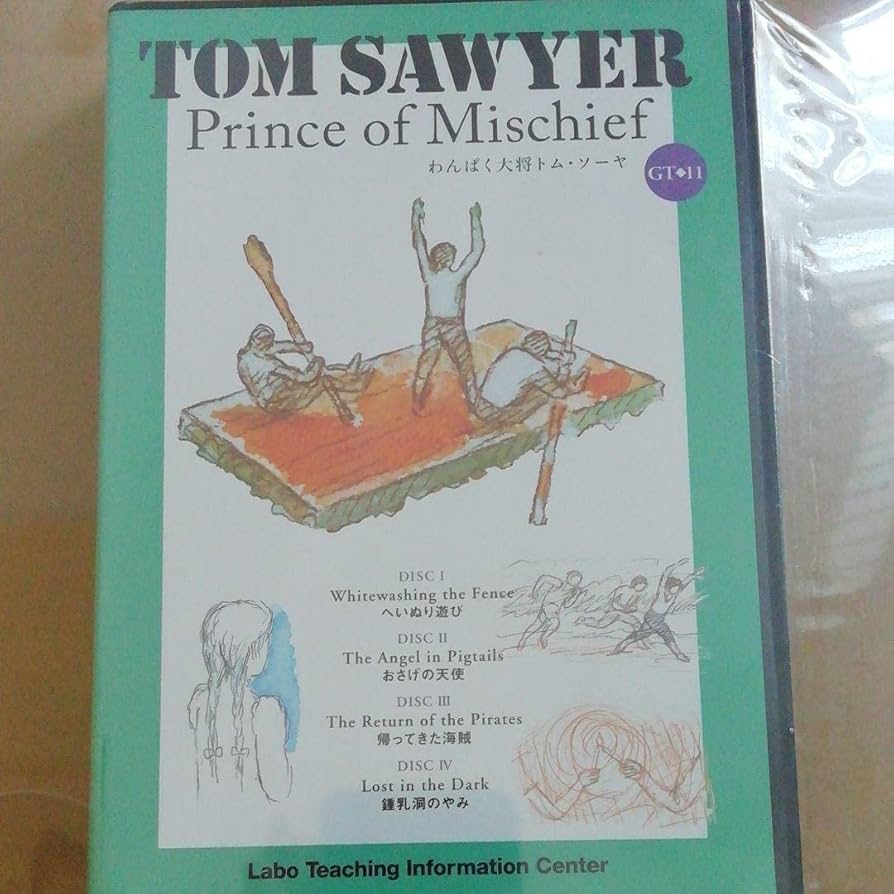 TOM SAWYER
Prince of Mischief
わんぱく大将トム・ソーヤ
GT◆11
DISC I
Whitewashing the Fence
へいぬり遊び
DISC II
The Angel in Pigtails
おさげの天使
DISC III
The Return of the Pirates
帰ってきた海賊
DISC IV
Lost in the Dark
鍾乳洞のやみ
Labo Teaching Information Center